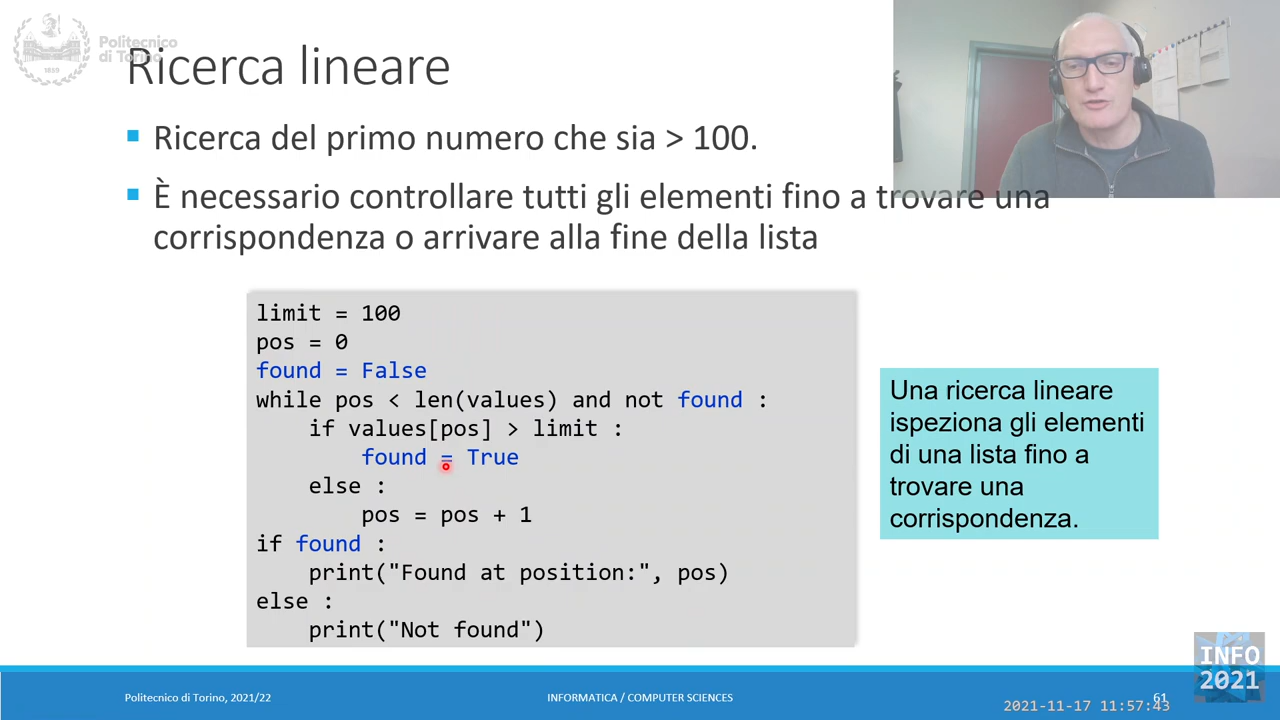 Politecnico
di Torino
1859
Ricerca lineare
Ricerca del primo numero che sia > 100.
È necessario controllare tutti gli elementi fino a trovare una
corrispondenza o arrivare alla fine della lista
limit = 100
pos = 0
found = False
while pos < len(values) and not found :
if values[pos] > limit :
found = True
else :
pos = pos + 1
if found :
print("Found at position:", pos)
else :
print("Not found")
Una ricerca lineare
ispeziona gli elementi
di una lista fino a
trovare una
corrispondenza.
Politecnico di Torino, 2021/22
INFORMATICA / COMPUTER SCIENCES
61
INFO
2021
2021-11-17 11:57:43